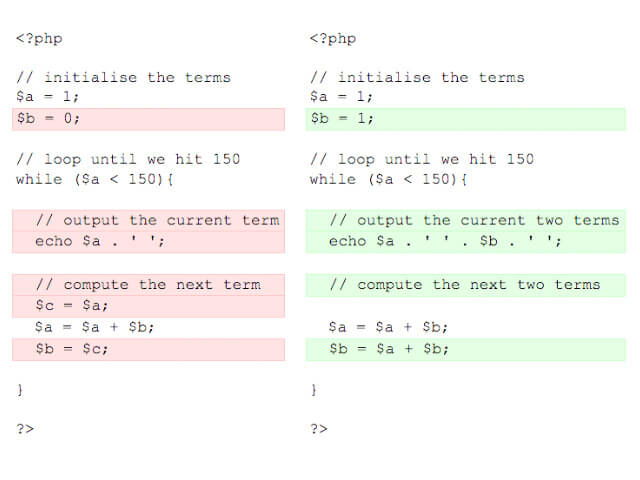 <?php
// initialise the terms
$a = 1;
$b = 0;
// loop until we hit 150
while ($a < 150){
// output the current term
echo $a . ' ';
// compute the next term
$c = $a;
$a = $a + $b;
$b = $c;
}
?>
<?php
// initialise the terms
$a = 1;
$b = 1;
// loop until we hit 150
while ($a < 150){
// output the current two terms
echo $a . ' ' . $b . ' ';
// compute the next two terms
$a = $a + $b;
$b = $a + $b;
}
?>